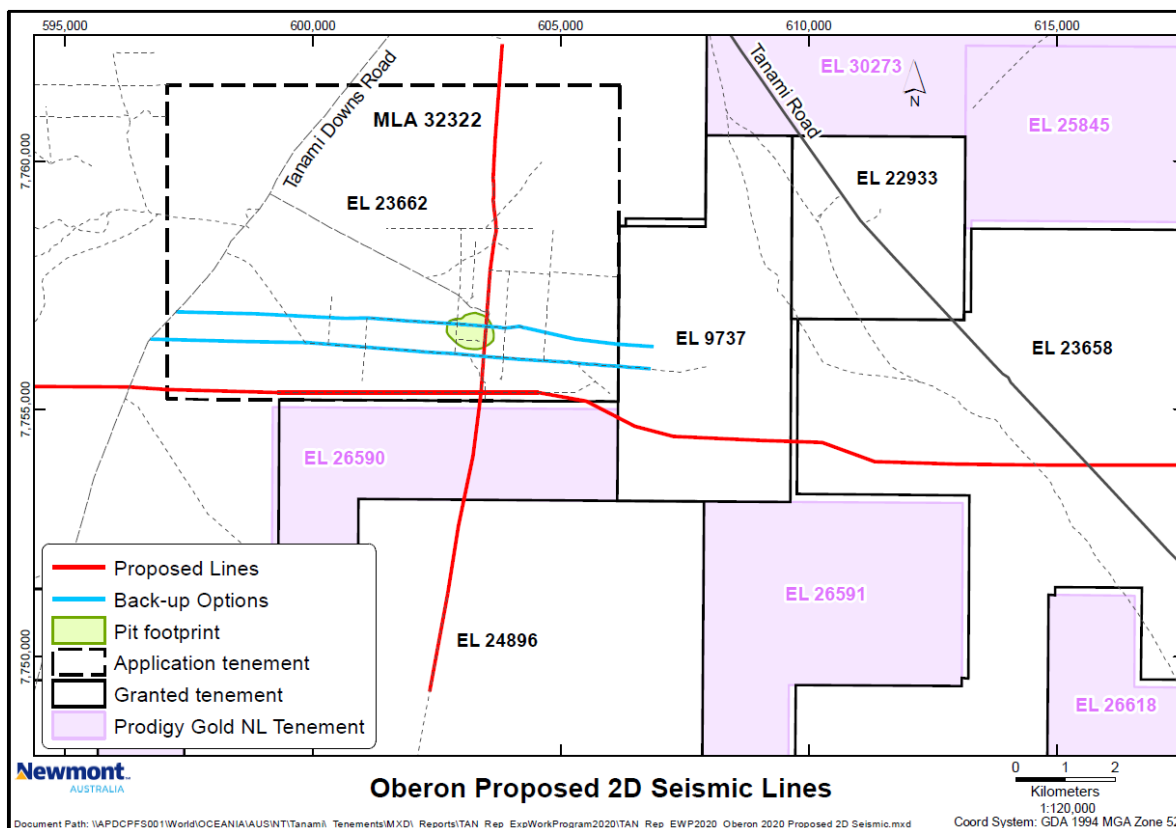 595,000
600,000
605,000
610,000
615,000
EL 30273
Tanami Road
Tanami Downs Road
N
MLA 32322
EL 25845
7,760,000
EL 22933
EL 23662
EL 9737
EL 23658
7,755,000
EL 26590
EL 26591
EL 24896
7,750,000
EL 26618
Proposed Lines
Back-up Options
Pit footprint
Application tenement
Granted tenement
Prodigy Gold NL Tenement
Newmont™
AUSTRALIA
Oberon Proposed 2D Seismic Lines
0 1 2
Kilometers
1:120,000
Document Path: \\APDCPFS001\World\OCEANIA\AUS\NT\Tanami\_Tenements\MXD\_Reports\TAN_Rep_ExpWorkProgram2020\TAN_Rep_EWP2020_Oberon 2020 Proposed 2D Seismic.mxd
Coord System: GDA 1994 MGA Zone 52